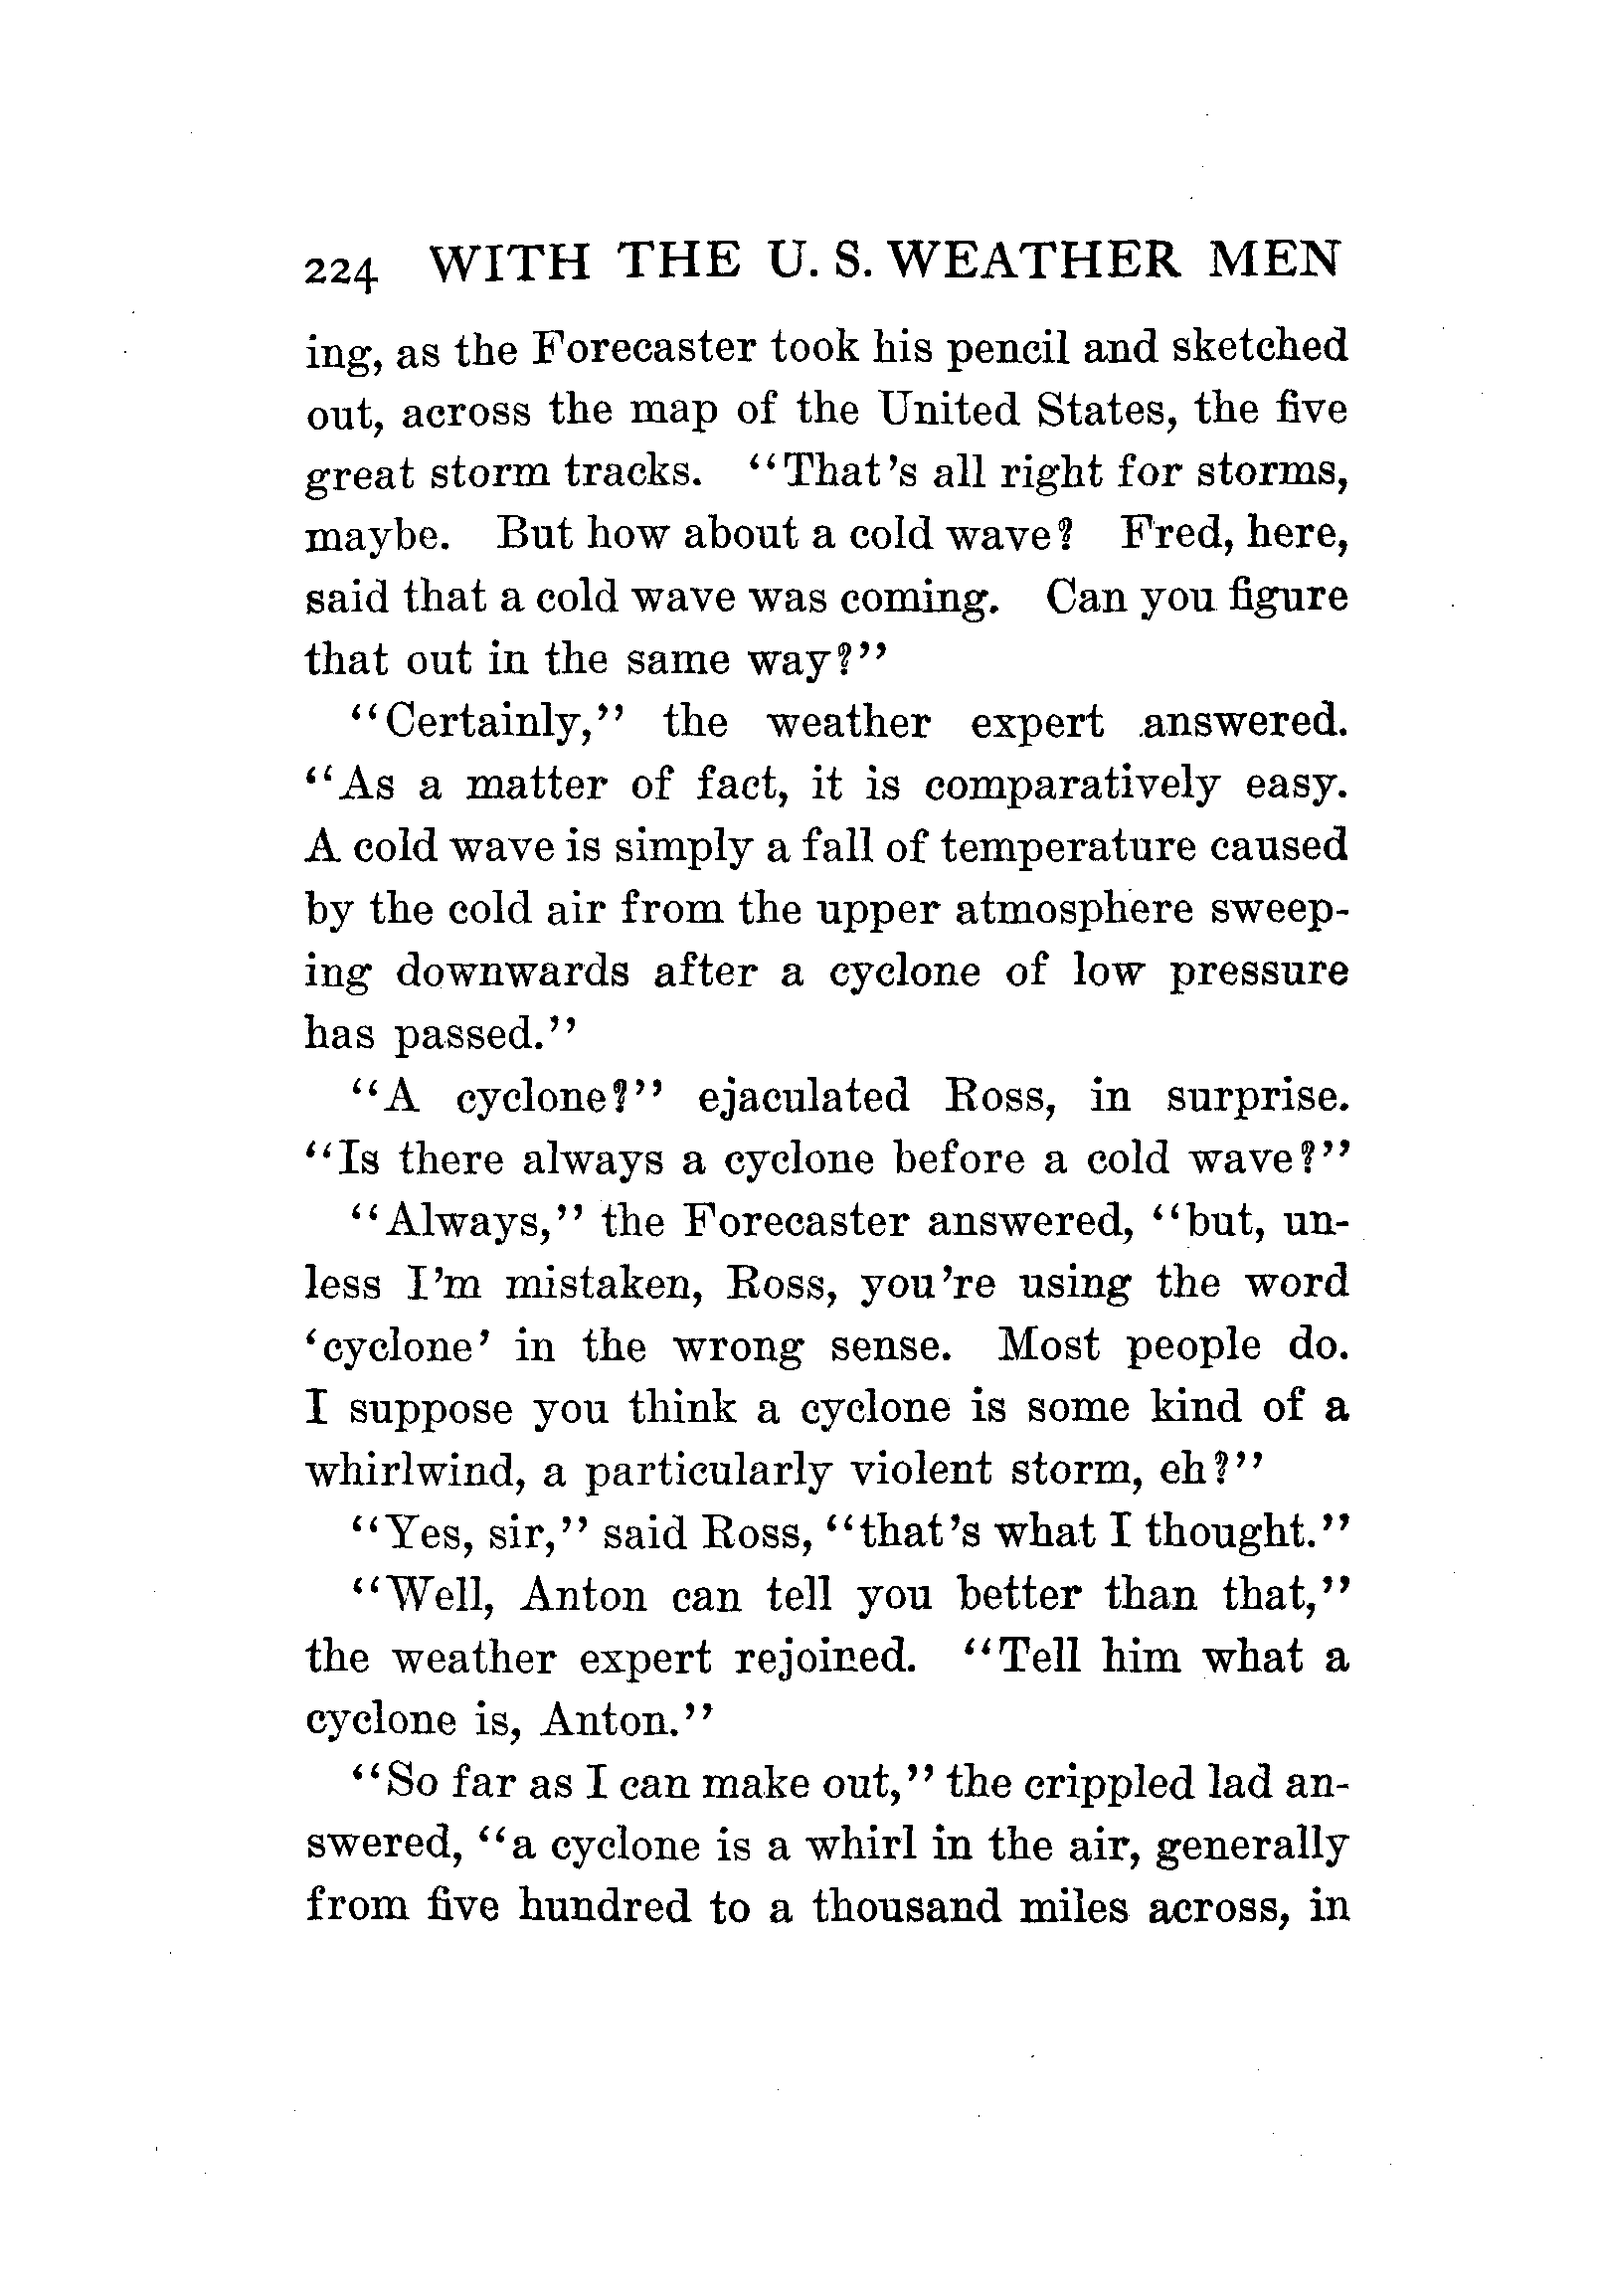 224 WITH THE U. S. WEATHER MEN
ing, as the Forecaster took his pencil and sketched
out, across the map of the United States, the five
great storm tracks. "That's all right for storms,
maybe. But how about a cold wave? Fred, here,
said that a cold wave was coming. Can you figure
that out in the same way?"
"Certainly," the weather expert answered.
"As a matter of fact, it is comparatively easy.
A cold wave is simply a fall of temperature caused
by the cold air from the upper atmosphere sweep-
ing downwards after a cyclone of low pressure
has passed."
"A cyclone?" ejaculated Ross, in surprise.
"Is there always a cyclone before a cold wave?"
"Always," the Forecaster answered, "but, un-
less I'm mistaken, Ross, you're using the word
'cyclone' in the wrong sense. Most people do.
I suppose you think a cyclone is some kind of a
whirlwind, a particularly violent storm, eh?"
"Yes, sir," said Ross, "that's what I thought."
"Well, Anton can tell you better than that,"
the weather expert rejoined. "Tell him what a
cyclone is, Anton."
"So far as I can make out," the crippled lad an-
swered, "a cyclone is a whirl in the air, generally
from five hundred to a thousand miles across, in